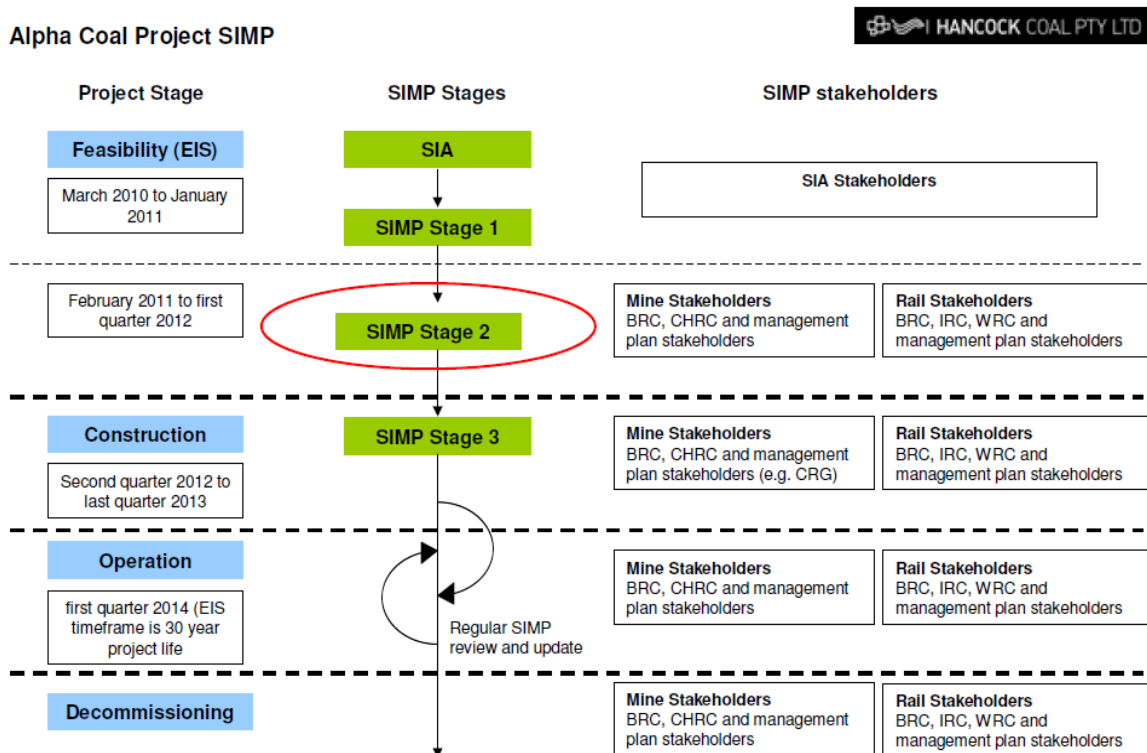 Alpha Coal Project SIMP
HANCOCK COAL PTY LTD
Project Stage
SIMP Stages
SIMP stakeholders
Feasibility (EIS)
SIA
March 2010 to January
2011
SIA Stakeholders
SIMP Stage 1
February 2011 to first
quarter 2012
SIMP Stage 2
Mine Stakeholders
BRC, CHRC and management
plan stakeholders
Rail Stakeholders
BRC, IRC, WRC and
management plan stakeholders
Construction
SIMP Stage 3
Second quarter 2012 to
last quarter 2013
Mine Stakeholders
BRC, CHRC and management
plan stakeholders (e.g. CRG)
Rail Stakeholders
BRC, IRC, WRC and
management plan stakeholders
Operation
first quarter 2014 (EIS
timeframe is 30 year
project life
Regular SIMP
review and update
Mine Stakeholders
BRC, CHRC and management
plan stakeholders
Rail Stakeholders
BRC, IRC, WRC and
management plan stakeholders
Decommissioning
Mine Stakeholders
BRC, CHRC and management
plan stakeholders
Rail Stakeholders
BRC, IRC, WRC and
management plan stakeholders